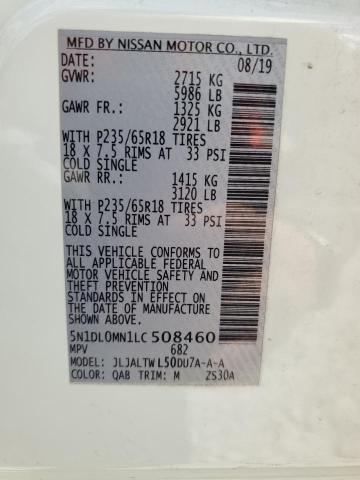 MFD BY NISSAN MOTOR CO., LTD.
DATE: 08/19
GVWR: 2715 KG
5986 LB
GAWR FR.: 1325 KG
2921 LB
WITH P235/65R18 TIRES
18 X 7.5 RIMS AT 33 PSI
COLD SINGLE
GAWR RR.: 1415 KG
3120 LB
WITH P235/65R18 TIRES
18 X 7.5 RIMS AT 33 PSI
COLD SINGLE
THIS VEHICLE CONFORMS TO
ALL APPLICABLE FEDERAL
MOTOR VEHICLE SAFETY AND
THEFT PREVENTION
STANDARDS IN EFFECT ON
THE DATE OF MANUFACTURE
SHOWN ABOVE.
5N1DL0MN1LC508460
MPV 682
MODEL: JLJALTWL50DU7A-A-A
COLOR: QAB TRIM: M ZS30A